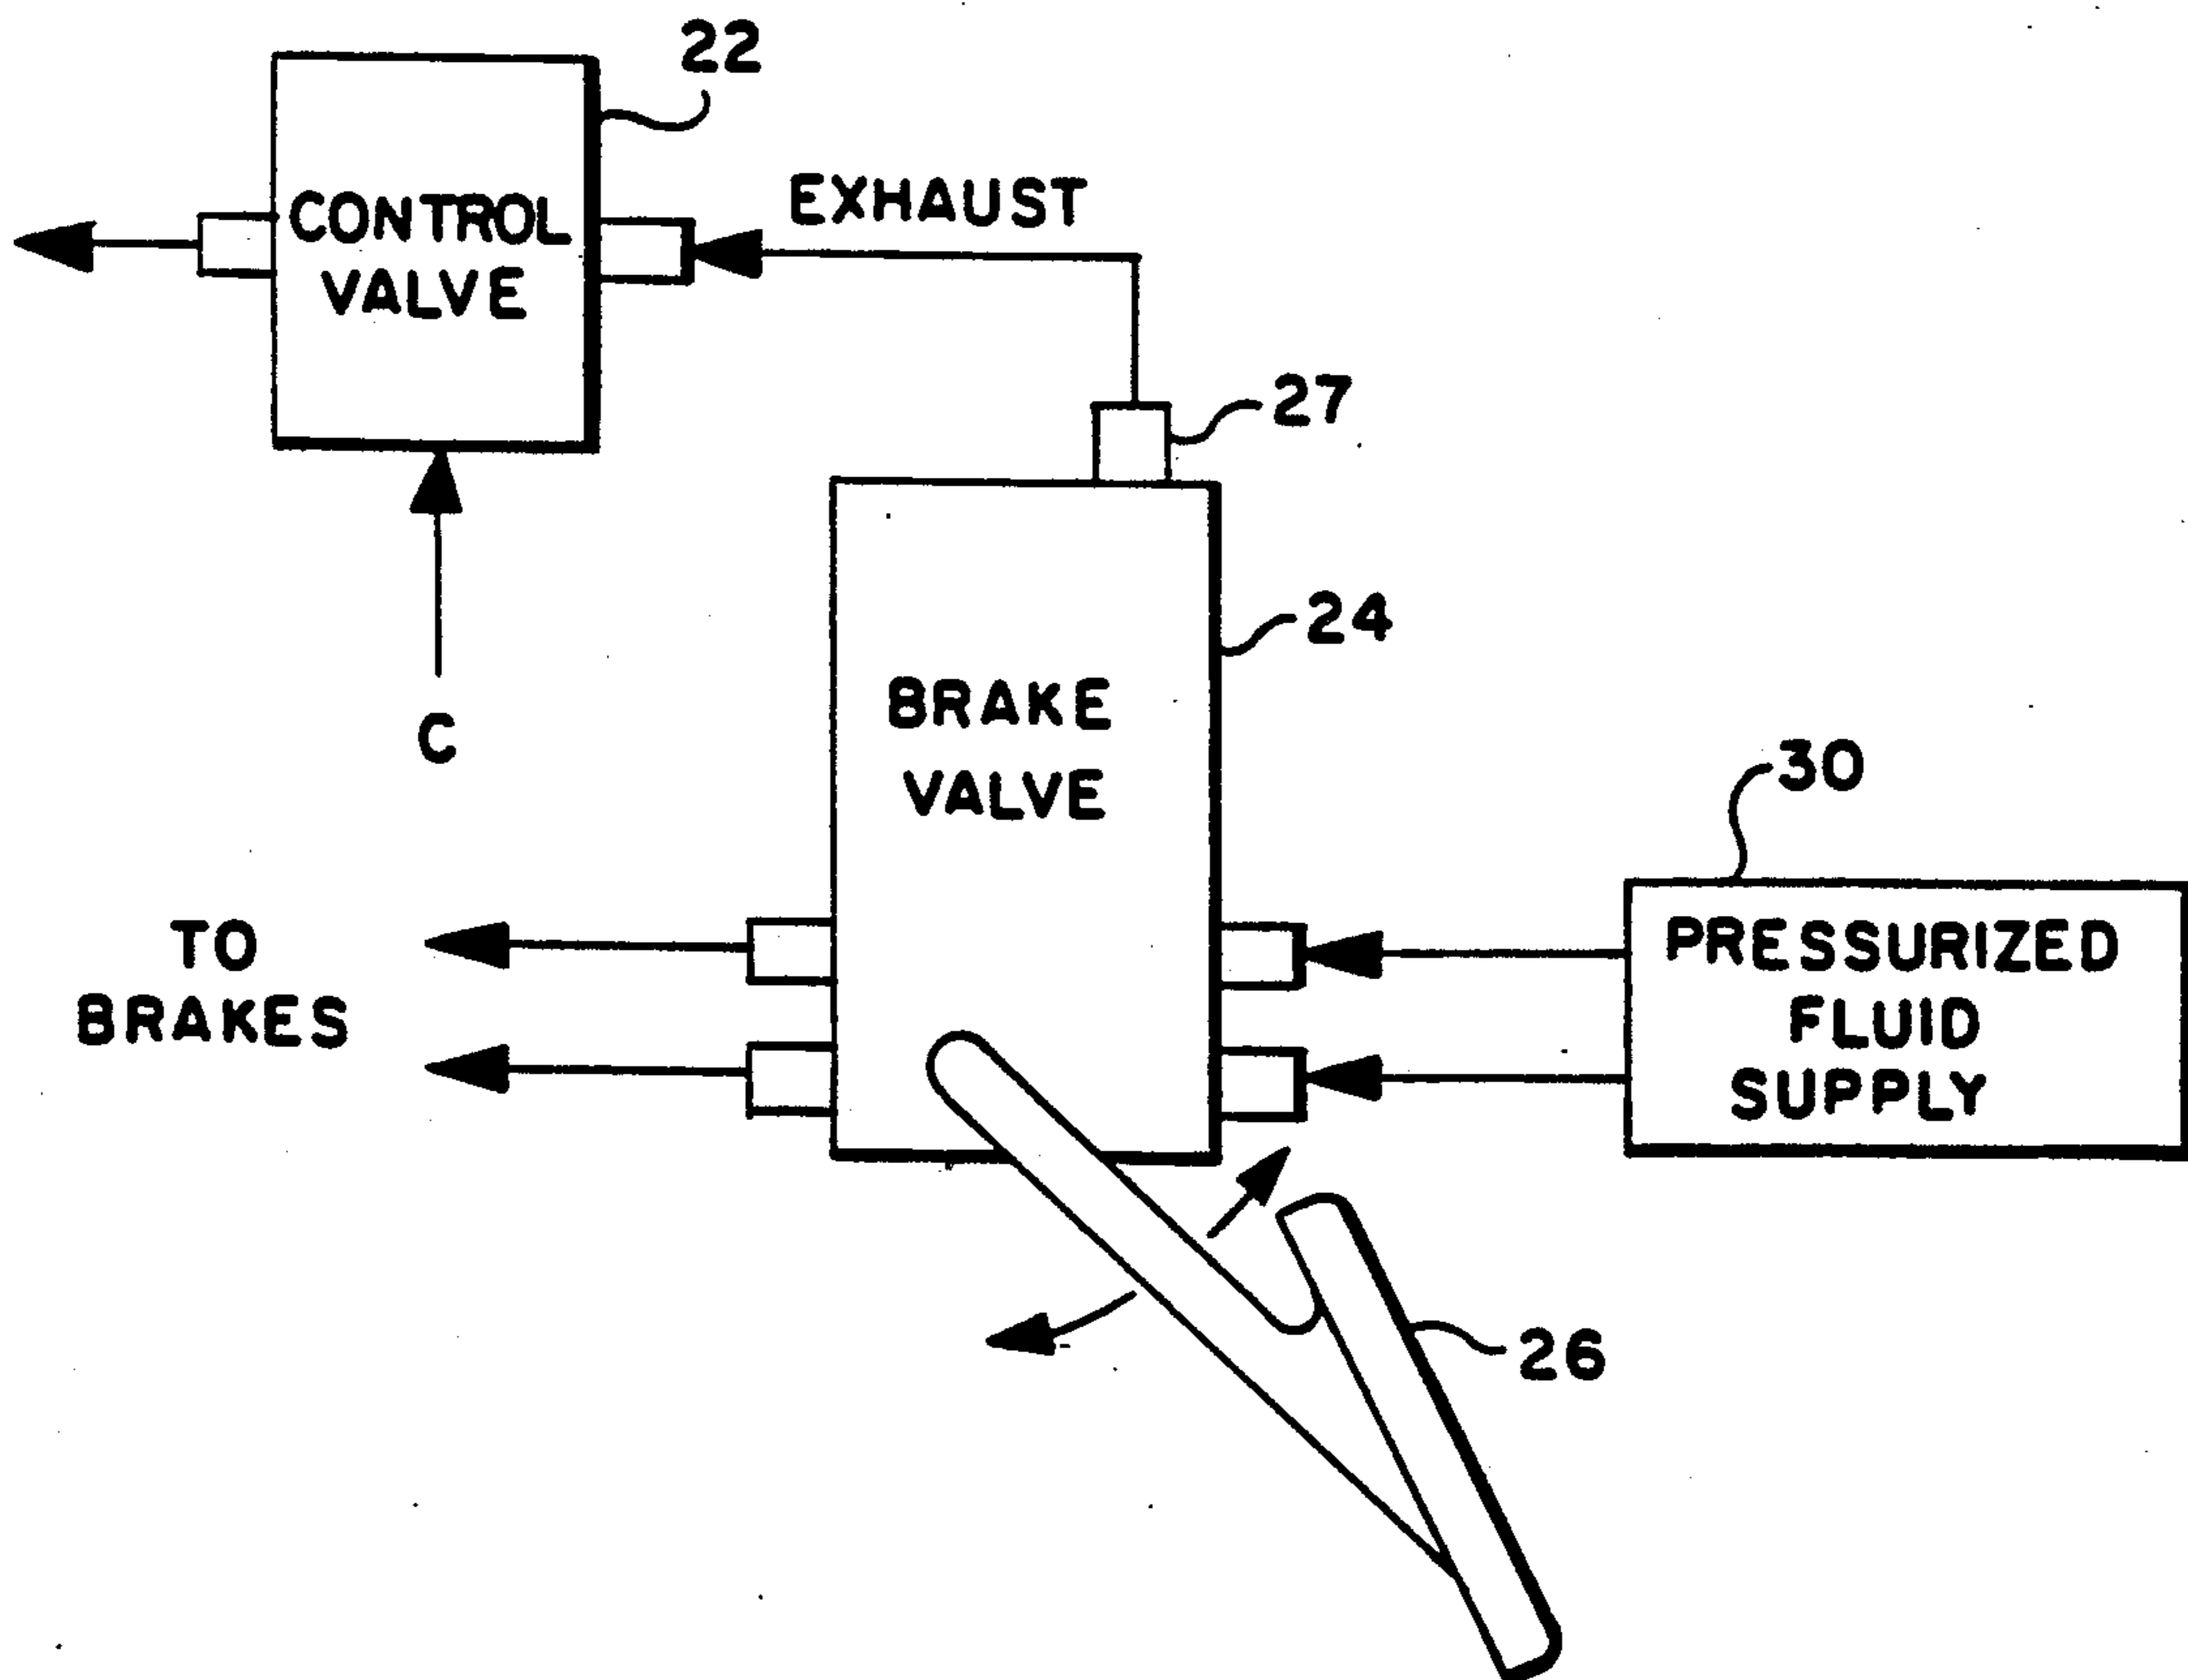 22
CONTROL
VALVE
EXHAUST
27
C
24
BRAKE
VALVE
30
TO
BRAKES
PRESSURIZED
FLUID
SUPPLY
26